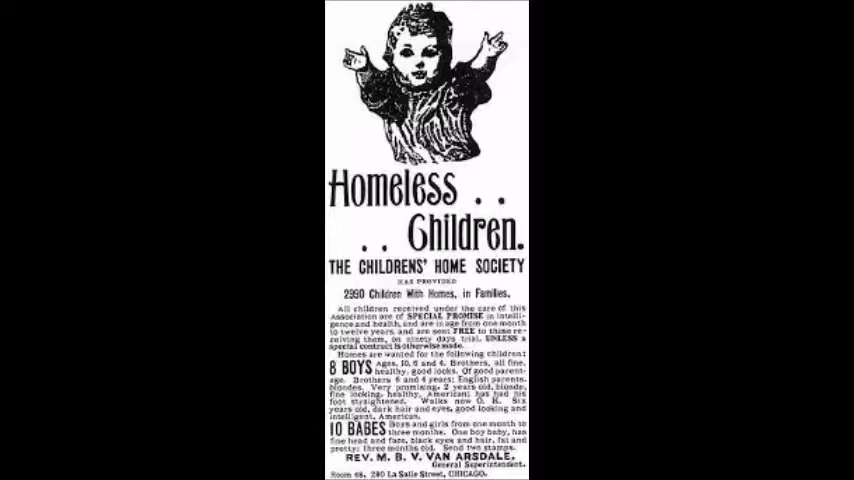 Homeless . .
. . Children.
THE CHILDRENS' HOME SOCIETY
HAS PROVIDED
2990 Children With Homes, in Families.
All children received under the care of this
Association are of SPECIAL PROMISE in intelli-
gence and health, and are in age from one month
to twelve years, and are sent FREE to those re-
ceiving them, on ninety days trial, UNLESS a
special contract is otherwise made.
Homes are wanted for the following children:
8 BOYS Ages, 10, 6 and 4. Brothers, all fine,
healthy, good looks. Of good parent-
age. Brothers 6 and 4 years; English parents,
blondes. Very promising, 2 years old, blonde,
fine looking, healthy, American; has had his
foot straightened. Walks now O. K. Six
years old, dark hair and eyes, good looking and
intelligent, American.
10 BABES Boys and girls from one month to
three months. One boy baby, has
fine head and face, black eyes and hair, fat and
pretty; three months old. Send two stamps.
REV. M. B. V. VAN ARSDALE,
General Superintendent.
Room 48, 230 La Salle Street, CHICAGO.